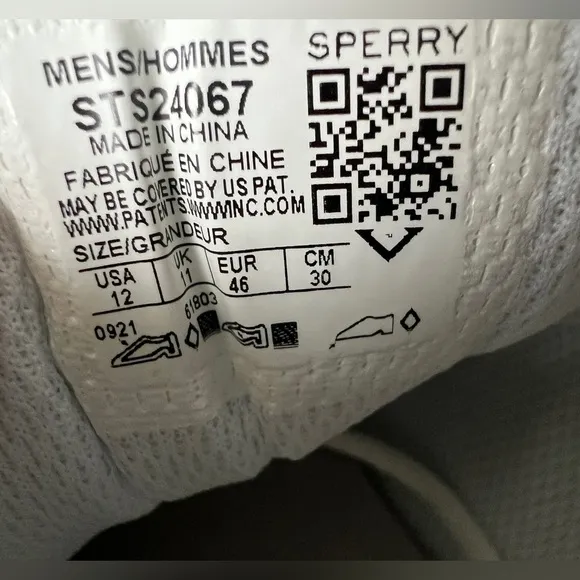 MENS/HOMMES
SPERRY
STS24067
MADE IN CHINA
FABRIQUÉ EN CHINE
MAY BE COVERED BY US PAT.
WWW.PATENTS.WWWINC.COM
SIZE/GRANDEUR
USA UK EUR CM
12 11 46 30
0921 61803